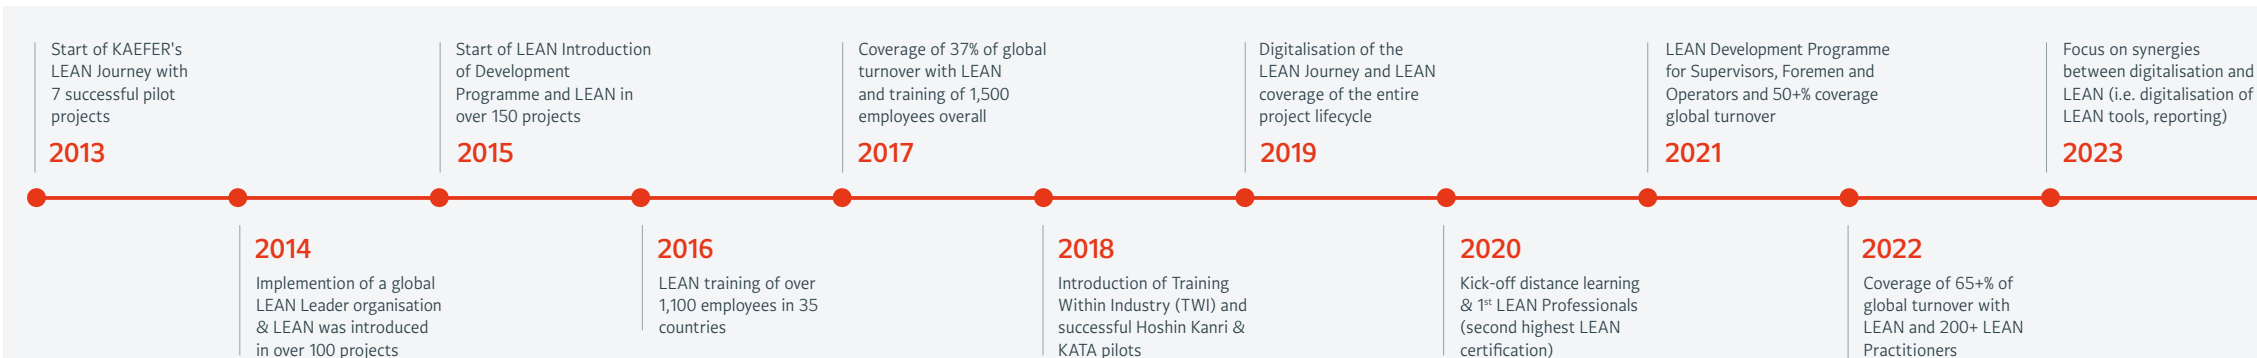 Start of KAEFER's
LEAN Journey with
7 successful pilot
projects
2013
2014
Implemention of a global
LEAN Leader organisation
& LEAN was introduced
in over 100 projects
Start of LEAN Introduction
of Development
Programme and LEAN in
over 150 projects
2015
2016
LEAN training of over
1,100 employees in 35
countries
Coverage of 37% of global
turnover with LEAN
and training of 1,500
employees overall
2017
2018
Introduction of Training
Within Industry (TWI) and
successful Hoshin Kanri &
KATA pilots
Digitalisation of the
LEAN Journey and LEAN
coverage of the entire
project lifecycle
2019
2020
Kick-off distance learning
& 1st LEAN Professionals
(second highest LEAN
certification)
LEAN Development Programme
for Supervisors, Foremen and
Operators and 50+% coverage
global turnover
2021
2022
Coverage of 65+% of
global turnover with
LEAN and 200+ LEAN
Practitioners
Focus on synergies
between digitalisation and
LEAN (i.e. digitalisation of
LEAN tools, reporting)
2023